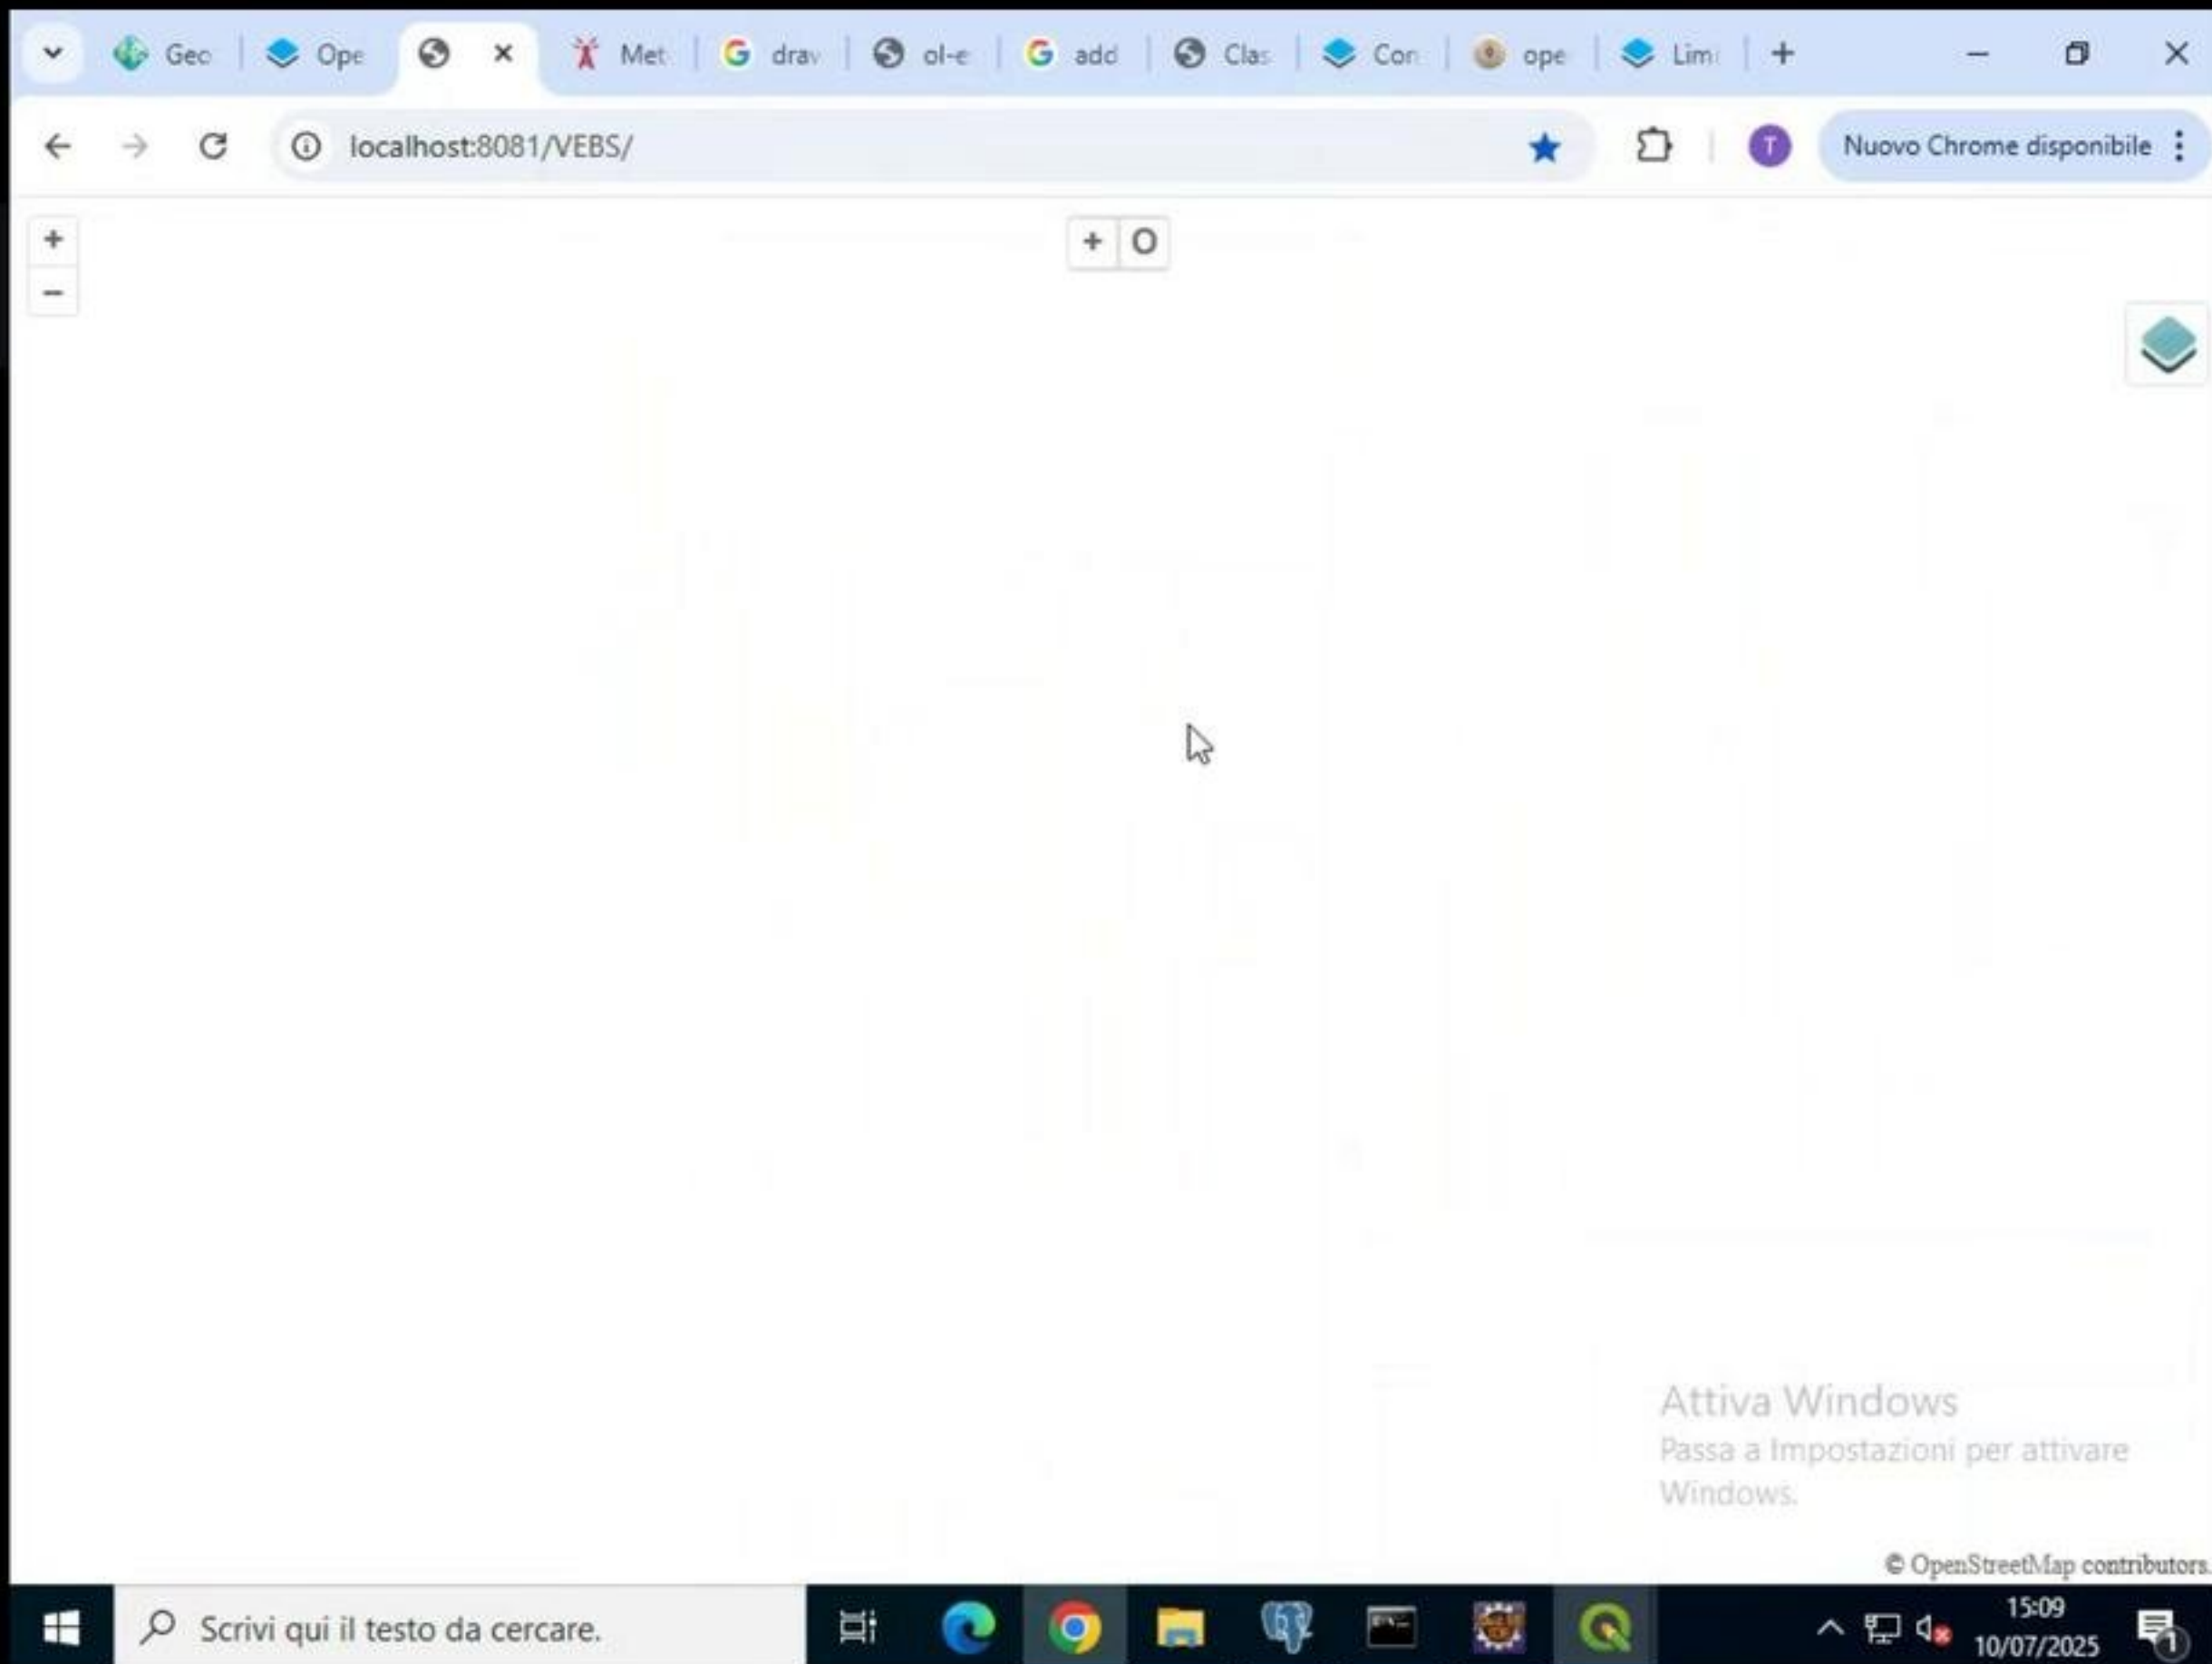 Geo Ope Met drav ol-e add Clas Con ope Lim
localhost:8081/VEBS/
Nuovo Chrome disponibile
+ O
+
−
Attiva Windows
Passa a Impostazioni per attivare
Windows.
© OpenStreetMap contributors.
Scrivi qui il testo da cercare.
15:09
10/07/2025
1
T